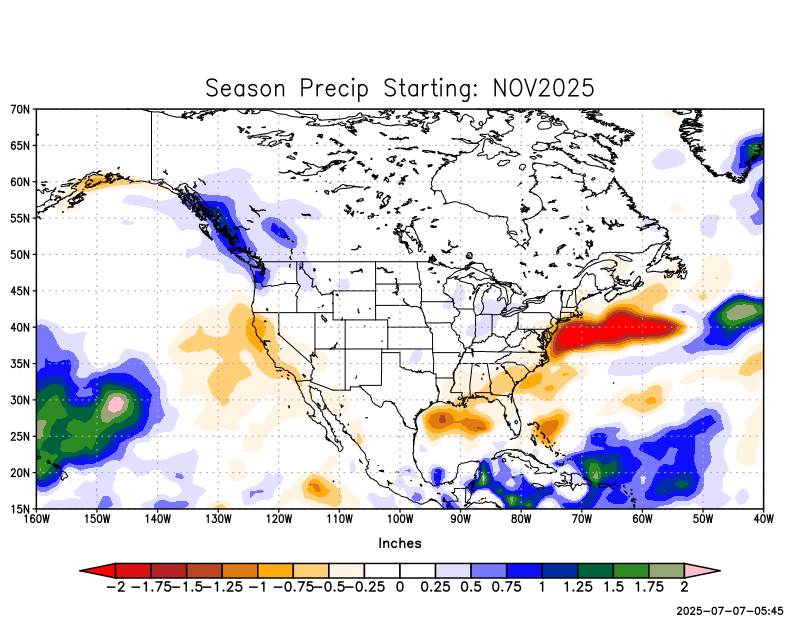 Season Precip Starting: NOV2025
70N
65N
60N
55N
50N
45N
40N
35N
30N
25N
20N
15N
160W 150W 140W 130W 120W 110W 100W 90W 80W 70W 60W 50W 40W
Inches
-2 -1.75-1.5-1.25 -1 -0.75-0.5-0.25 0 0.25 0.5 0.75 1 1.25 1.5 1.75 2
2025-07-07-05:45